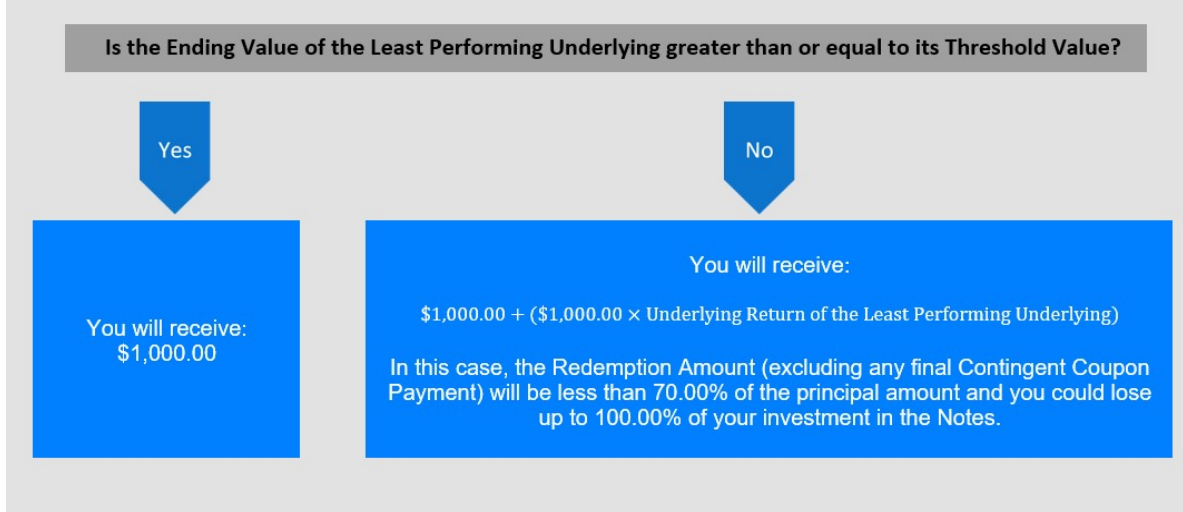 Is the Ending Value of the Least Performing Underlying greater than or equal to its Threshold Value?
Yes
No
You will receive:
$1,000.00
You will receive:
$1,000.00 + ($1,000.00 × Underlying Return of the Least Performing Underlying)
In this case, the Redemption Amount (excluding any final Contingent Coupon
Payment) will be less than 70.00% of the principal amount and you could lose
up to 100.00% of your investment in the Notes.